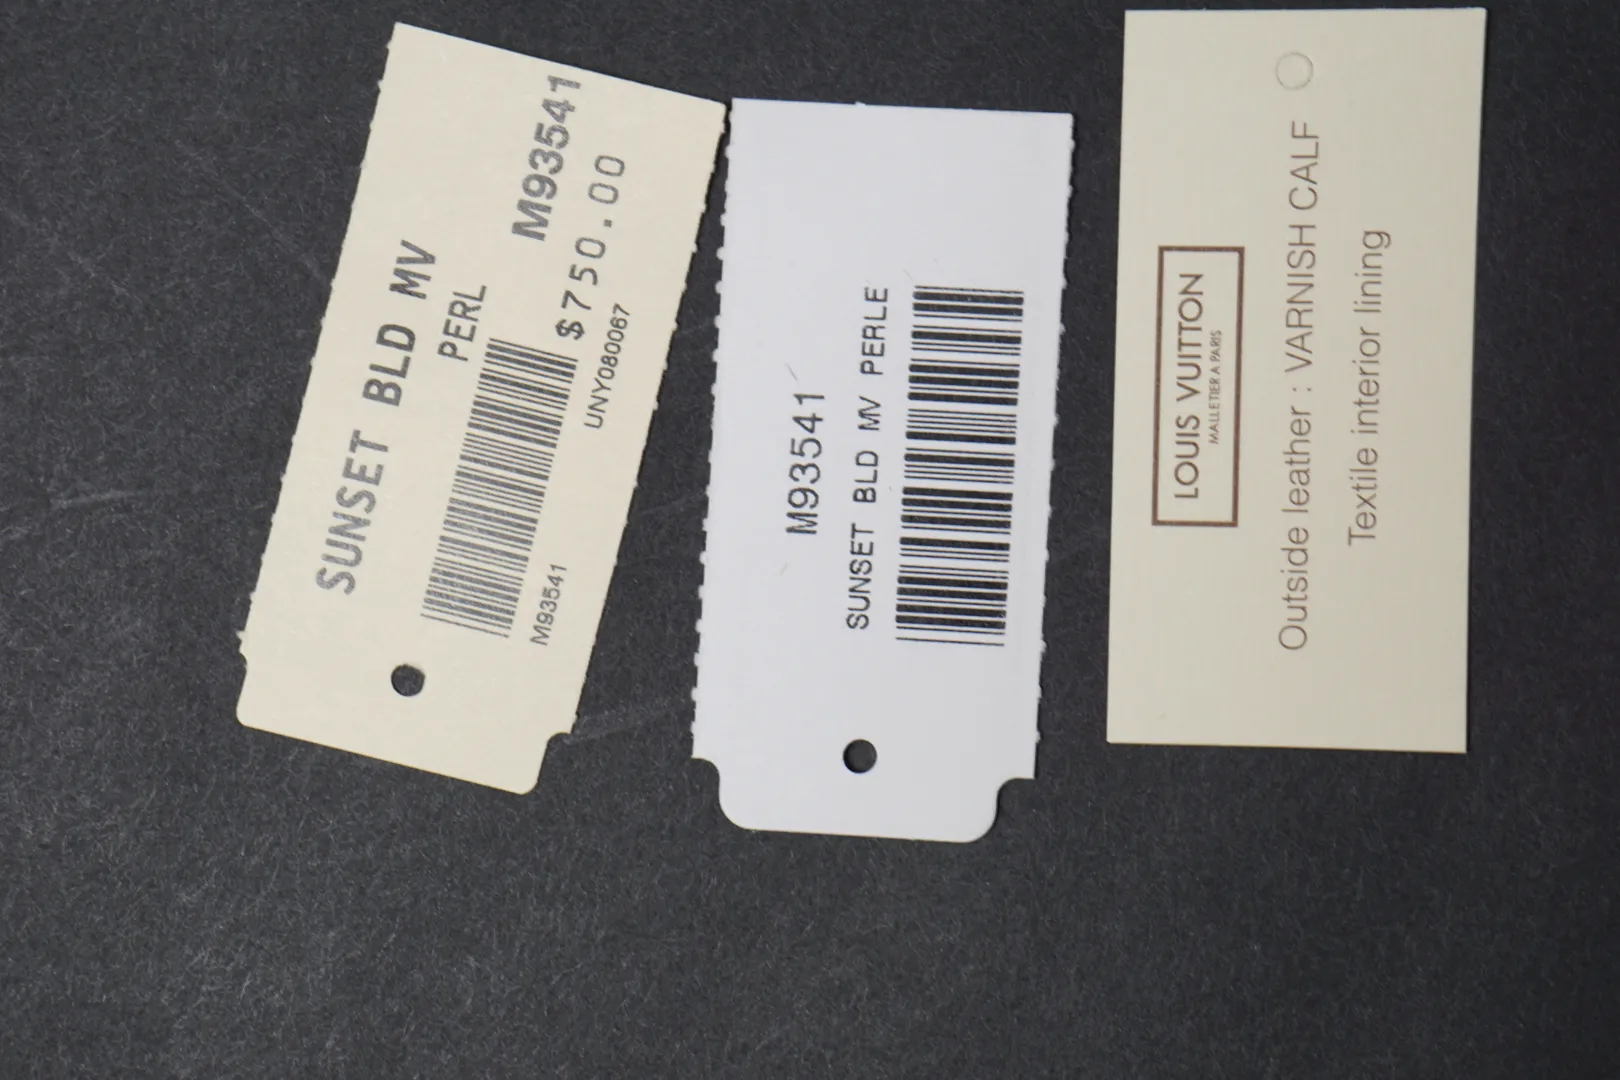 SUNSET BLD MV
PERL
M93541
$750.00
M93541
UNY080067
M93541
SUNSET BLD MV PERLE
LOUIS VUITTON
MALLETIER A PARIS
Outside leather : VARNISH CALF
Textile interior lining